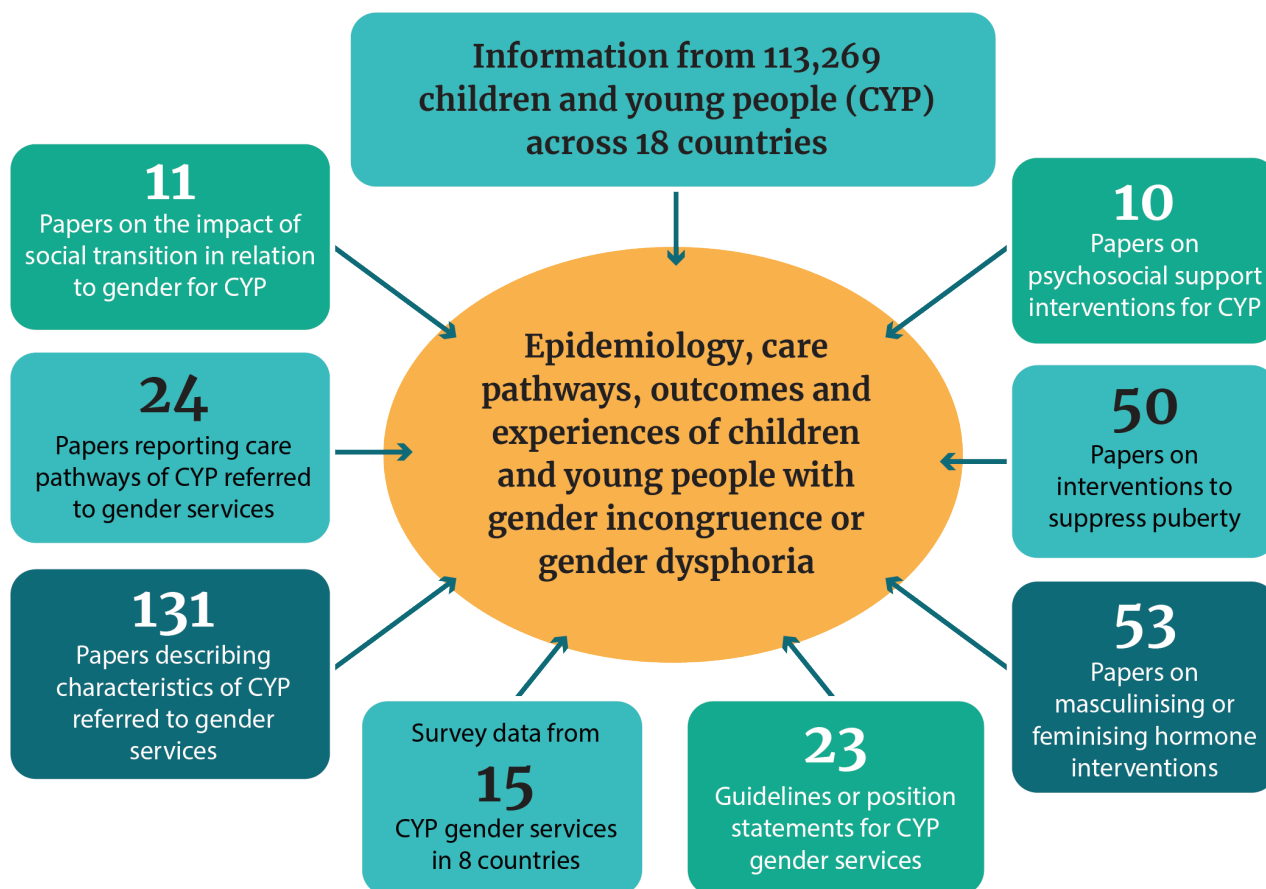 Information from 113,269
children and young people (CYP)
across 18 countries
11
Papers on the impact of
social transition in relation
to gender for CYP
10
Papers on
psychosocial support
interventions for CYP
Epidemiology, care
pathways, outcomes and
experiences of children
and young people with
gender incongruence or
gender dysphoria
24
Papers reporting care
pathways of CYP referred
to gender services
50
Papers on
interventions to
suppress puberty
131
Papers describing
characteristics of CYP
referred to gender
services
53
Papers on
masculinising or
feminising hormone
interventions
Survey data from
15
CYP gender services
in 8 countries
23
Guidelines or position
statements for CYP
gender services